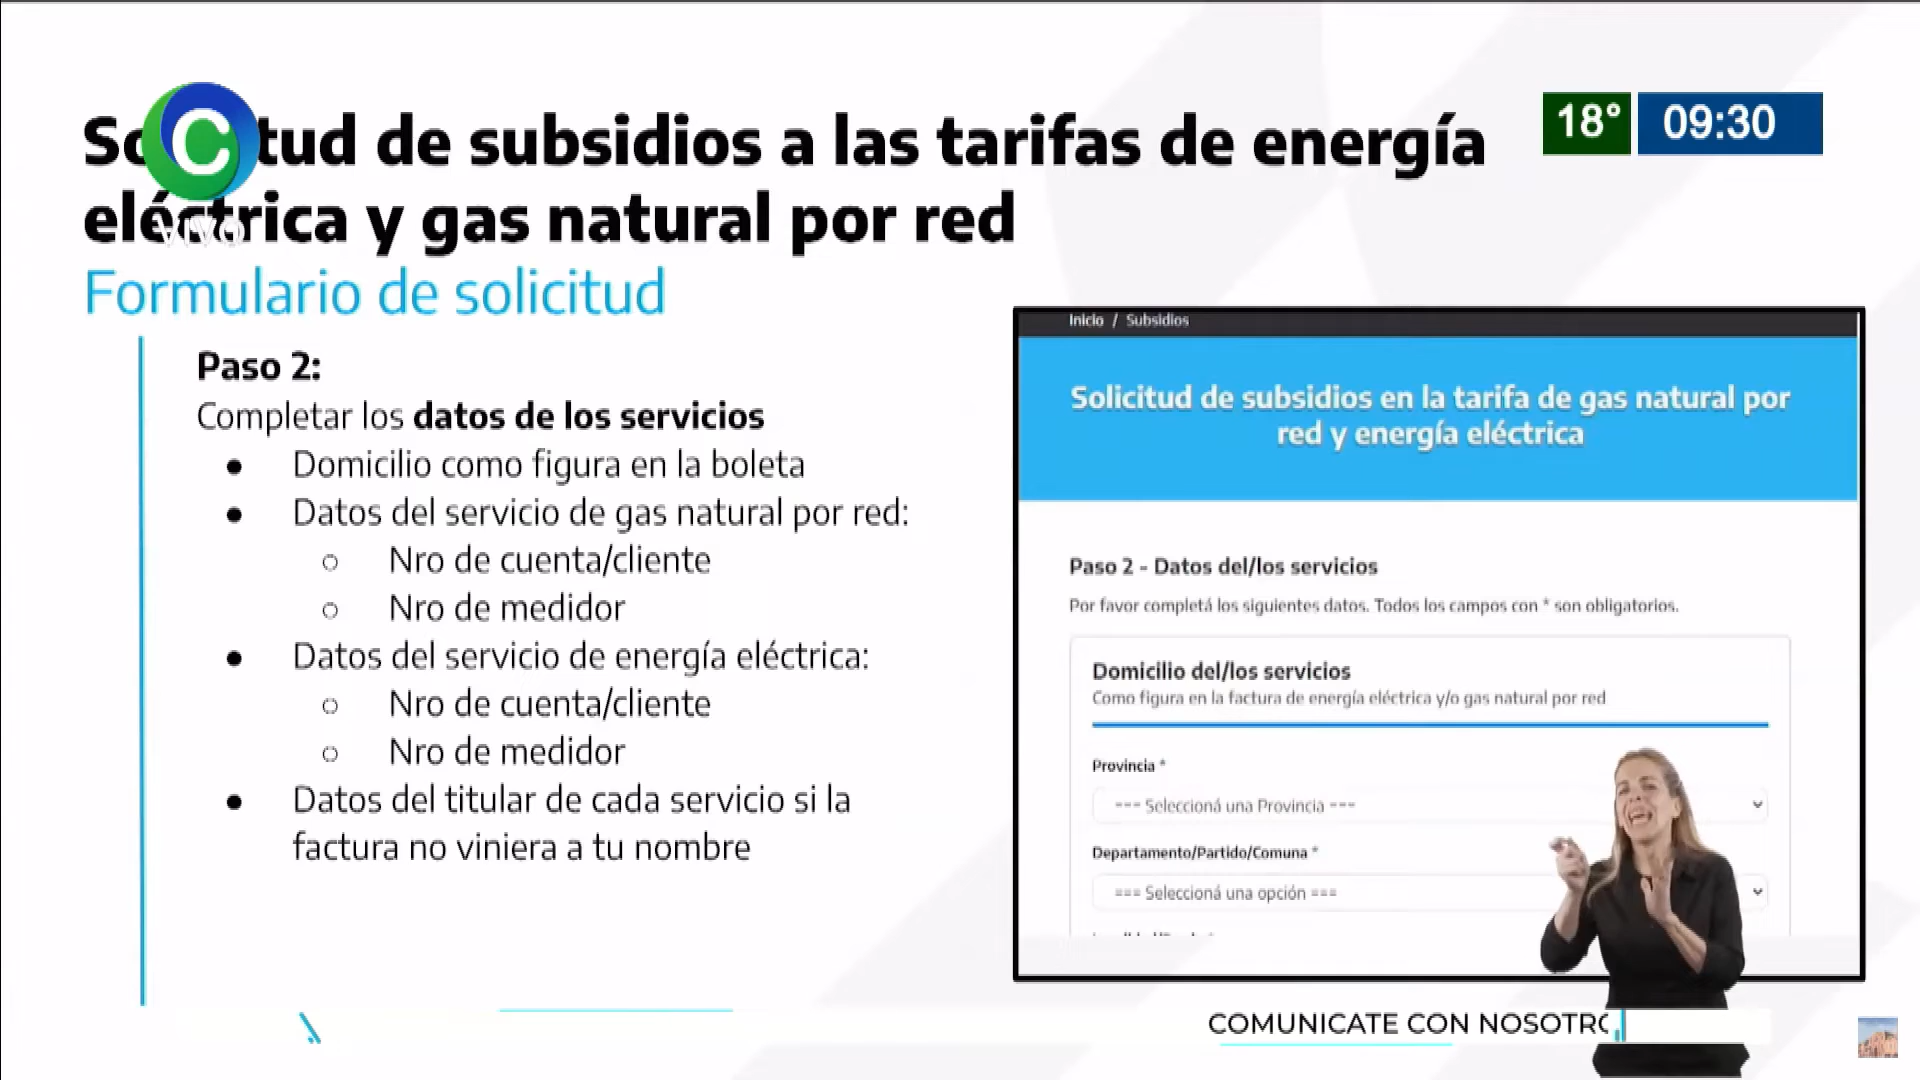 Solicitud de subsidios a las tarifas de energía
eléctrica y gas natural por red
VIVO
18°
09:30
Formulario de solicitud
Paso 2:
Completar los datos de los servicios
● Domicilio como figura en la boleta
● Datos del servicio de gas natural por red:
○ Nro de cuenta/cliente
○ Nro de medidor
● Datos del servicio de energía eléctrica:
○ Nro de cuenta/cliente
○ Nro de medidor
● Datos del titular de cada servicio si la
factura no viniera a tu nombre
Inicio / Subsidios
Solicitud de subsidios en la tarifa de gas natural por
red y energía eléctrica
Paso 2 - Datos del/los servicios
Por favor completá los siguientes datos. Todos los campos con * son obligatorios.
Domicilio del/los servicios
Como figura en la factura de energía eléctrica y/o gas natural por red
Provincia *
--- Seleccioná una Provincia ---
Departamento/Partido/Comuna *
=== Seleccioná una opción ===
COMUNICATE CON NOSOTRO